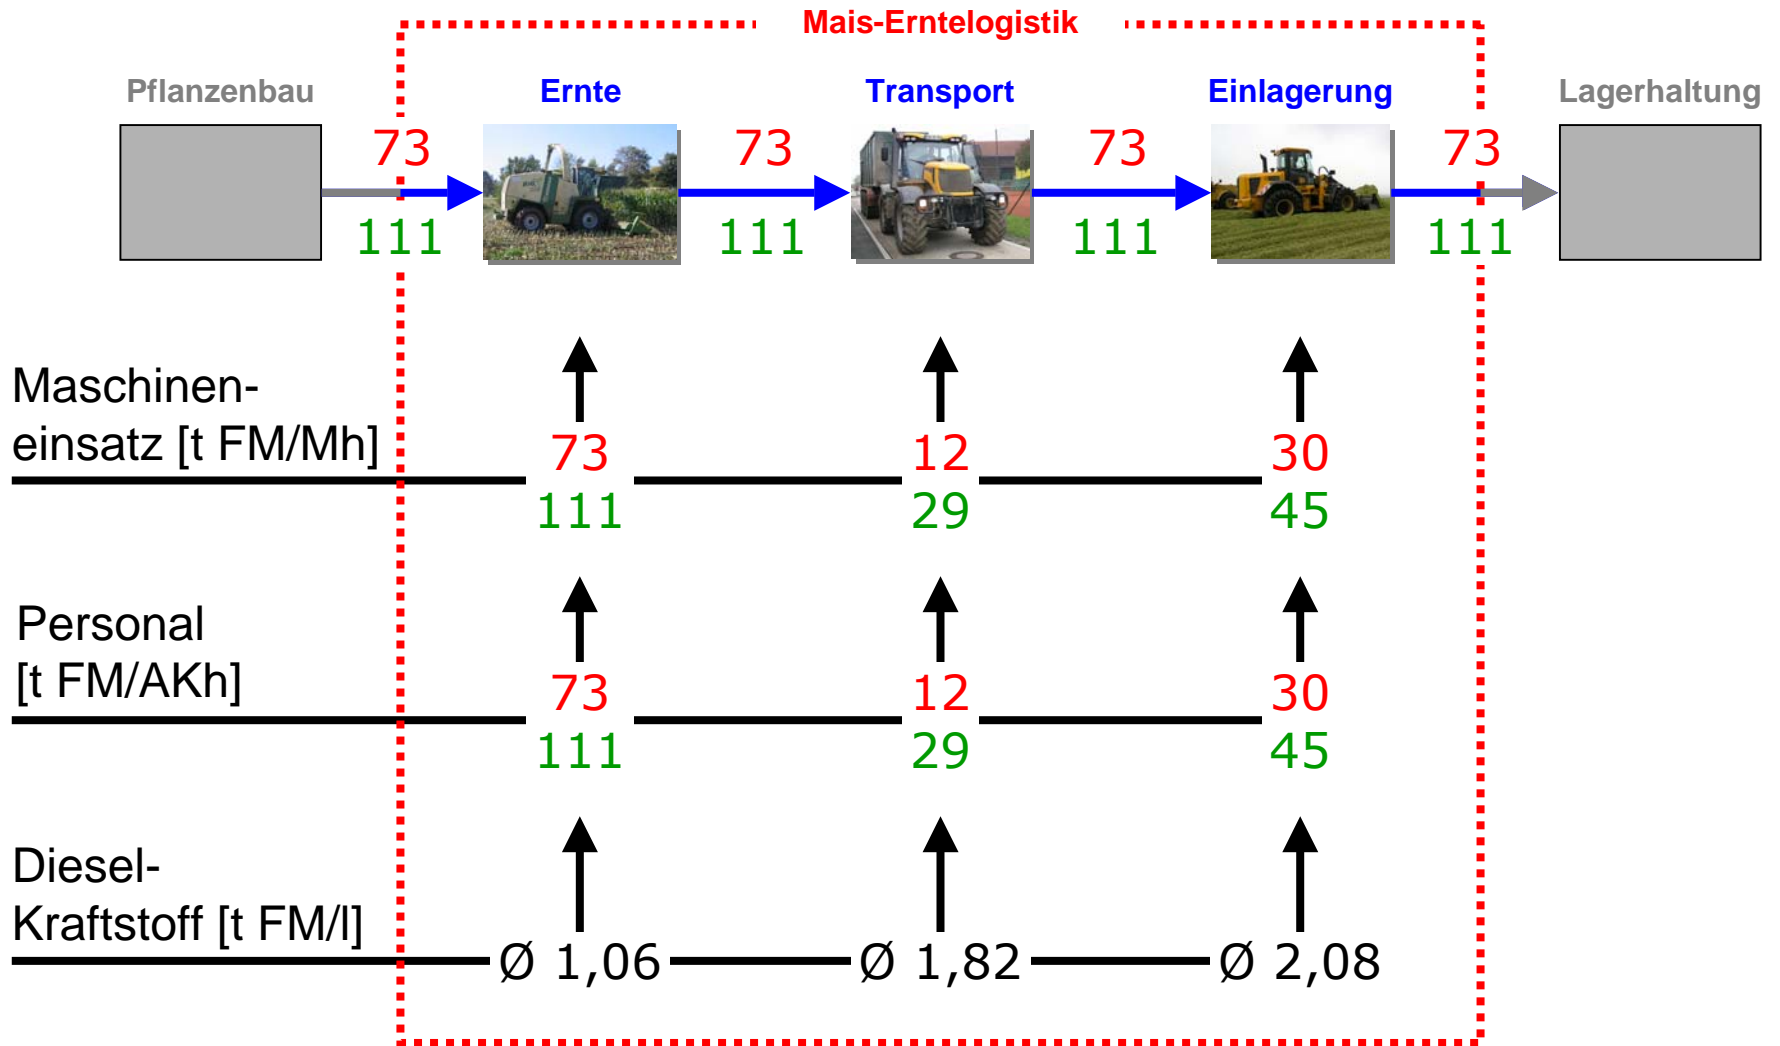 Mais-Erntelogistik
Pflanzenbau Ernte Transport Einlagerung Lagerhaltung
73 73 73 73
111 111 111 111
Maschinen-
einsatz [t FM/Mh]
73 12 30
111 29 45
Personal
[t FM/AKh]
73 12 30
111 29 45
Diesel-
Kraftstoff [t FM/l]
Ø 1,06 Ø 1,82 Ø 2,08